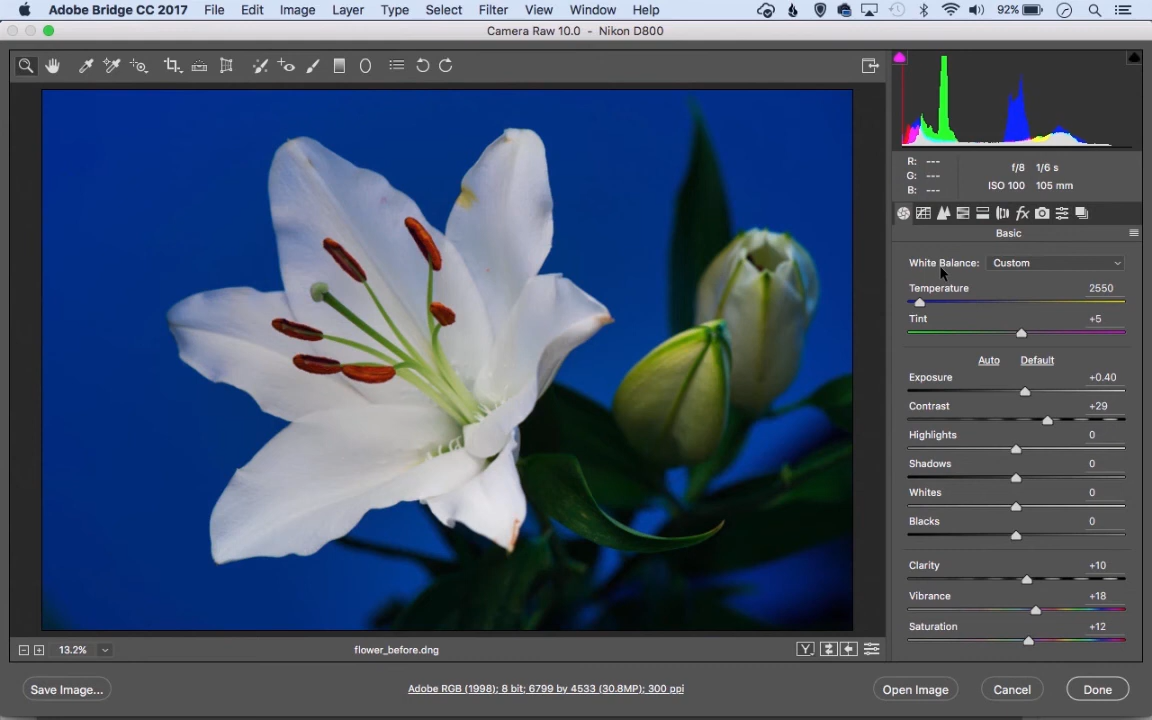 Adobe Bridge CC 2017 File Edit Image Layer Type Select Filter View Window Help 92%
Camera Raw 10.0 - Nikon D800
R: ---
G: ---
B: ---
f/8 1/6 s
ISO 100 105 mm
fx
Basic
White Balance: Custom
Temperature 2550
Tint +5
Auto Default
Exposure +0.40
Contrast +29
Highlights 0
Shadows 0
Whites 0
Blacks 0
Clarity +10
Vibrance +18
Saturation +12
13.2% flower_before.dng Y
Save Image... Adobe RGB (1998); 8 bit; 6799 by 4533 (30.8MP); 300 ppi Open Image Cancel Done